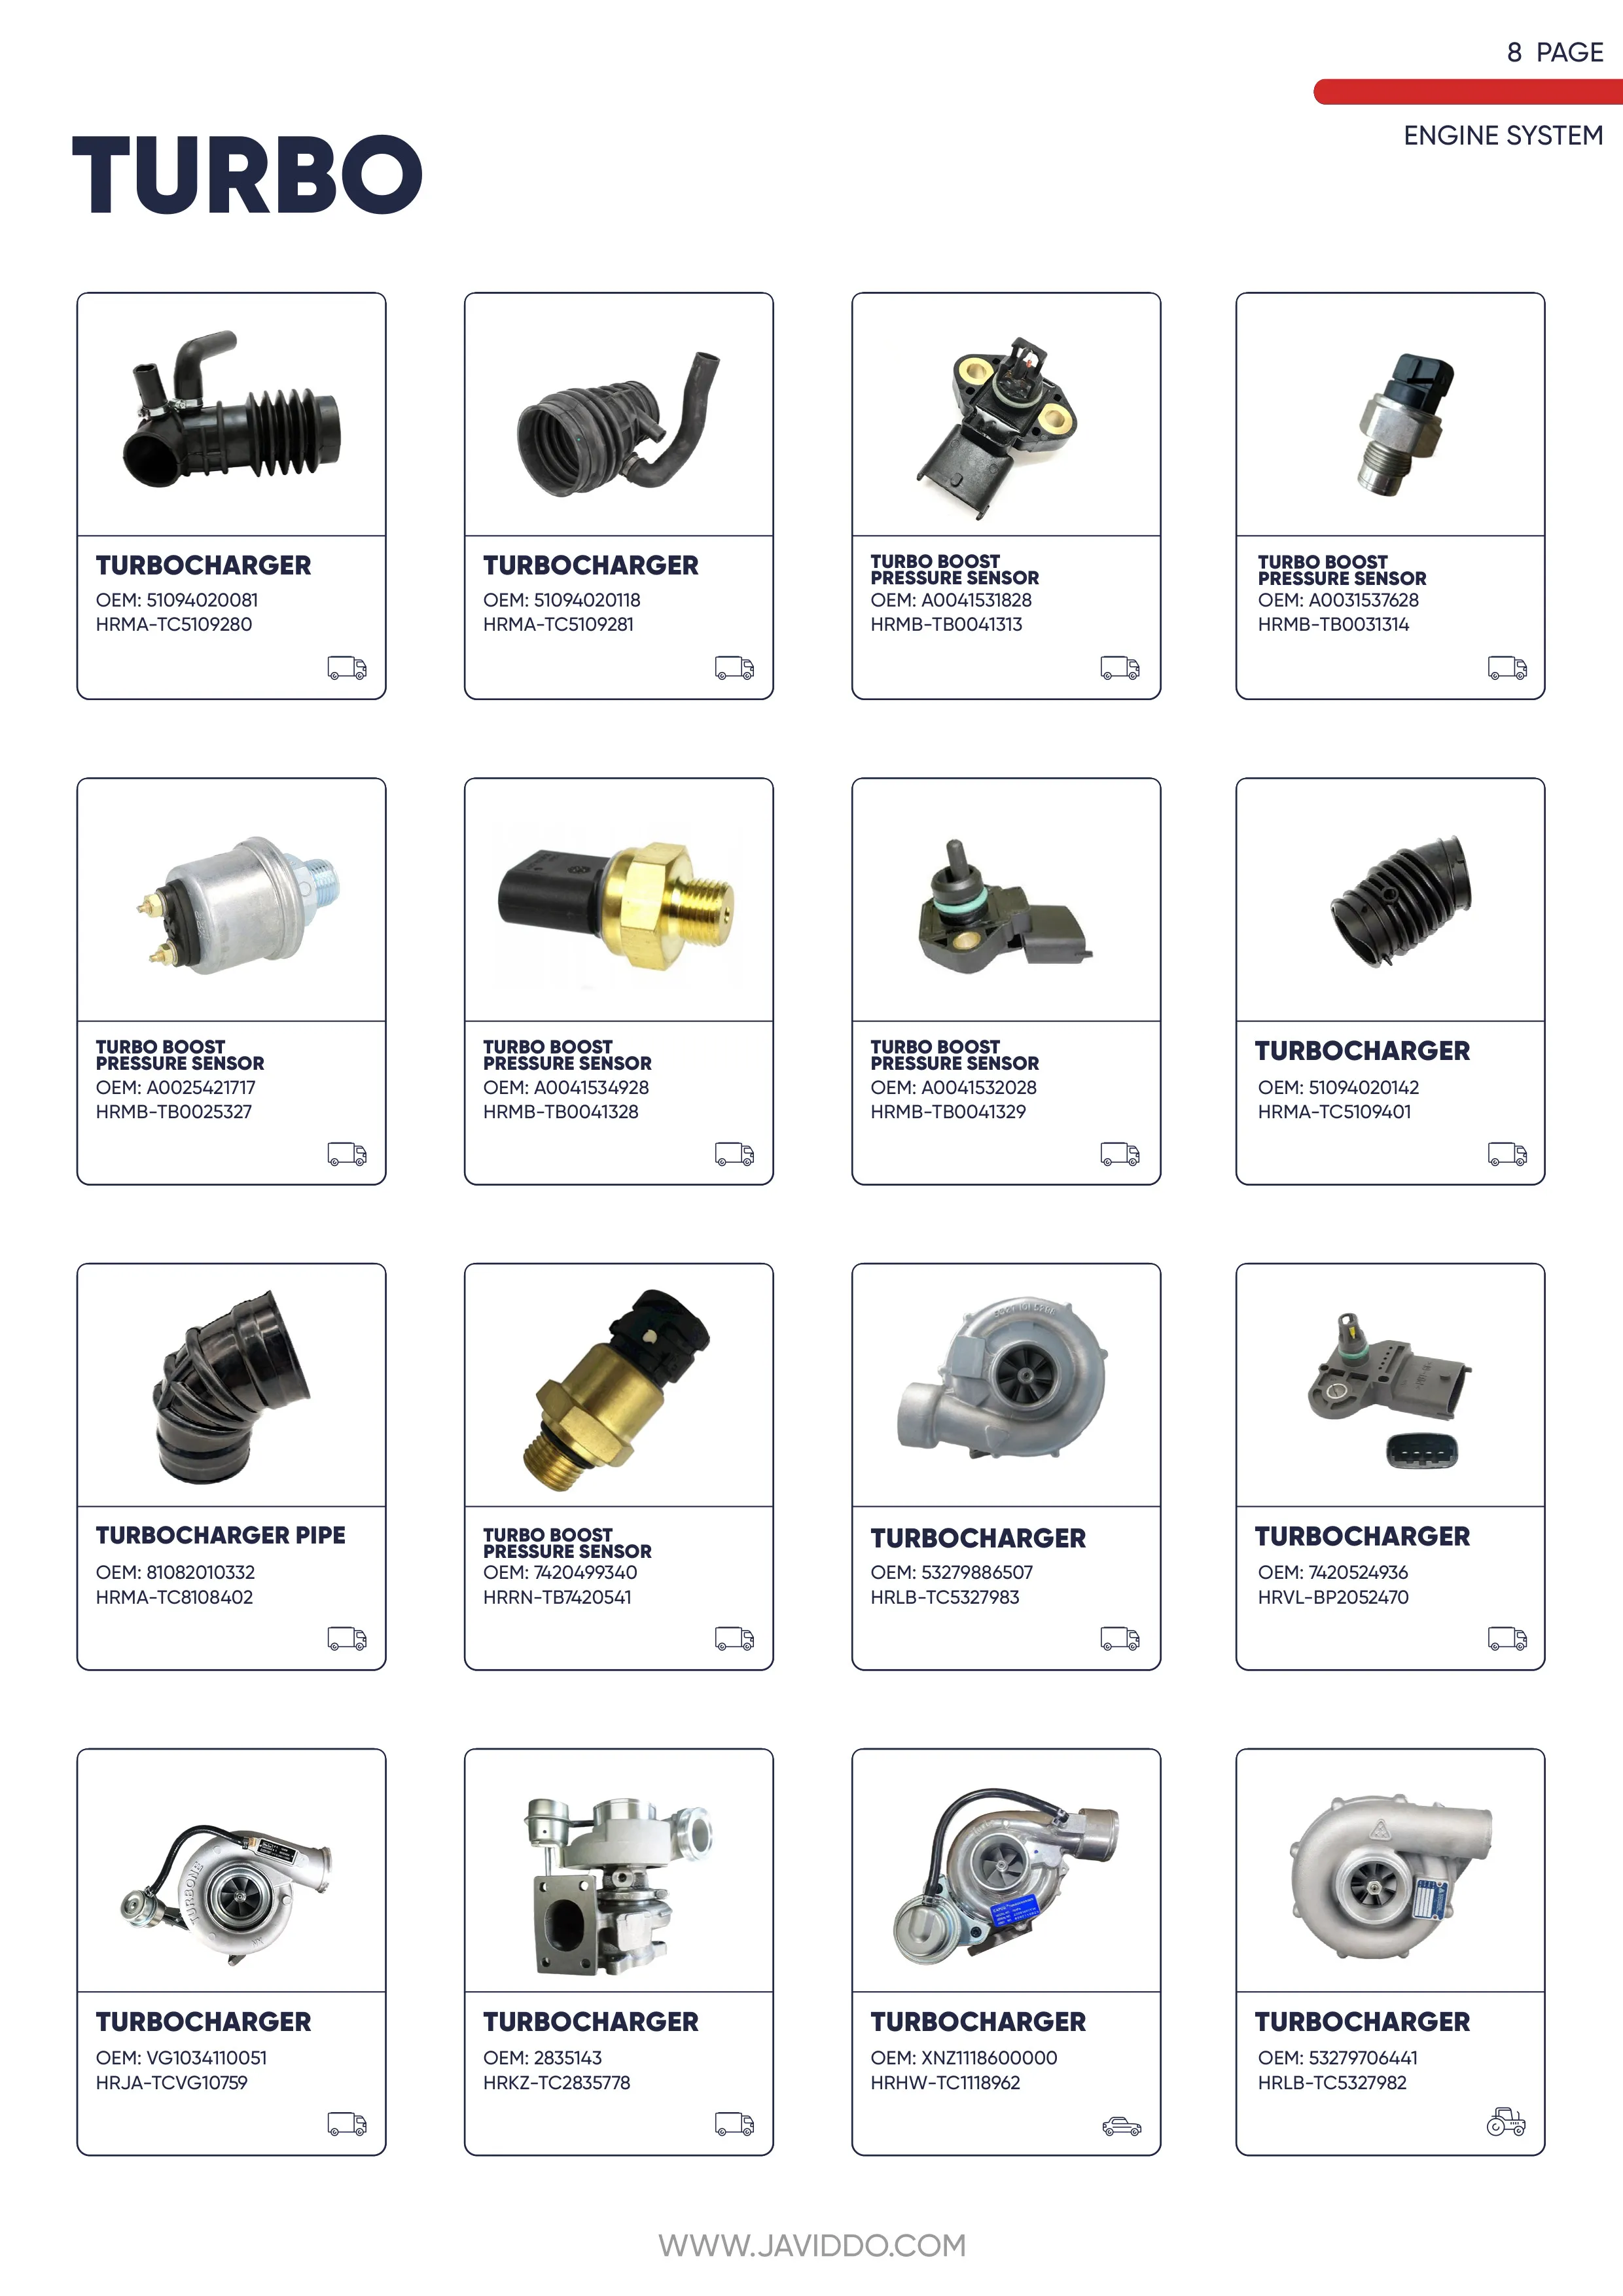 8 PAGE
ENGINE SYSTEM
TURBO
TURBOCHARGER
OEM: 51094020081
HRMA-TC5109280
TURBOCHARGER
OEM: 51094020118
HRMA-TC5109281
TURBO BOOST
PRESSURE SENSOR
OEM: A0041531828
HRMB-TB0041313
TURBO BOOST
PRESSURE SENSOR
OEM: A0031537628
HRMB-TB0031314
TURBO BOOST
PRESSURE SENSOR
OEM: A0025421717
HRMB-TB0025327
TURBO BOOST
PRESSURE SENSOR
OEM: A0041534928
HRMB-TB0041328
TURBO BOOST
PRESSURE SENSOR
OEM: A0041532028
HRMB-TB0041329
TURBOCHARGER
OEM: 51094020142
HRMA-TC5109401
TURBOCHARGER PIPE
OEM: 81082010332
HRMA-TC8108402
TURBO BOOST
PRESSURE SENSOR
OEM: 7420499340
HRRN-TB7420541
TURBOCHARGER
OEM: 53279886507
HRLB-TC5327983
TURBOCHARGER
OEM: 7420524936
HRVL-BP2052470
TURBONE
TURBOCHARGER
OEM: VG1034110051
HRJA-TCVG10759
TURBOCHARGER
OEM: 2835143
HRKZ-TC2835778
TURBOCHARGER
OEM: XNZ1118600000
HRHW-TC1118962
TURBOCHARGER
OEM: 53279706441
HRLB-TC5327982
WWW.JAVIDDO.COM